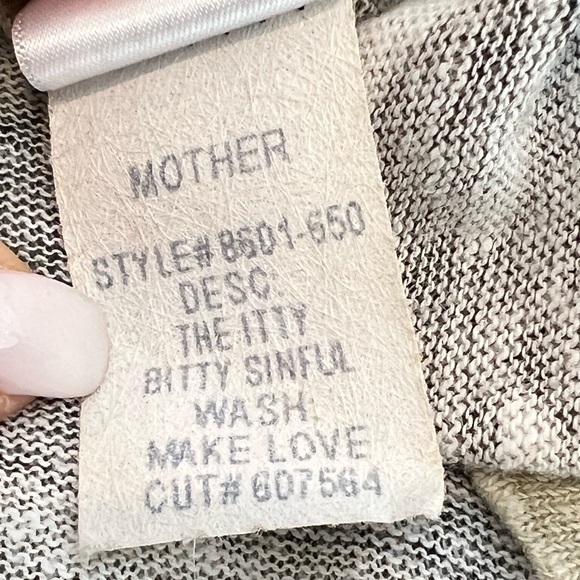 MOTHER
STYLE# 8601-650
DESC.
THE ITTY
BITTY SINFUL
WASH
MAKE LOVE
CUT# 607564